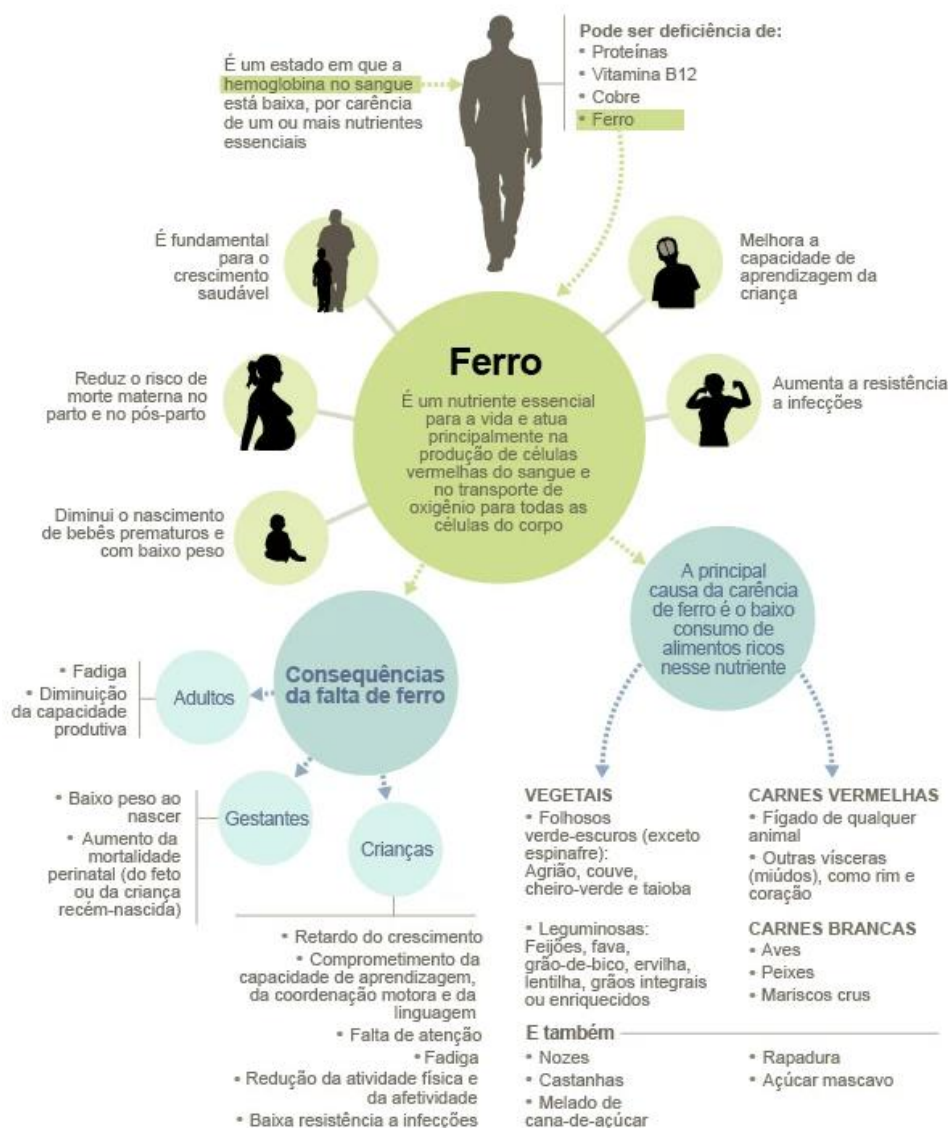 É um estado em que a
hemoglobina no sangue
está baixa, por carência
de um ou mais nutrientes
essenciais
Pode ser deficiência de:
• Proteínas
• Vitamina B12
• Cobre
• Ferro
É fundamental
para o
crescimento
saudável
Melhora a
capacidade de
aprendizagem da
criança
Reduz o risco de
morte materna no
parto e no pós-parto
Aumenta a resistência
a infecções
Diminui o nascimento
de bebês prematuros e
com baixo peso
Ferro
É um nutriente essencial
para a vida e atua
principalmente na
produção de células
vermelhas do sangue e
no transporte de
oxigênio para todas as
células do corpo
Consequências
da falta de ferro
Adultos
• Fadiga
• Diminuição
da capacidade
produtiva
Gestantes
• Baixo peso ao
nascer
• Aumento da
mortalidade
perinatal (do feto
ou da criança
recém-nascida)
Crianças
• Retardo do crescimento
• Comprometimento da
capacidade de aprendizagem,
da coordenação motora e da
linguagem
• Falta de atenção
• Fadiga
• Redução da atividade física e
da afetividade
• Baixa resistência a infecções
A principal
causa da carência
de ferro é o baixo
consumo de
alimentos ricos
nesse nutriente
VEGETAIS
• Folhosos
verde-escuros (exceto
espinafre):
Agrião, couve,
cheiro-verde e taioba
• Leguminosas:
Feijões, fava,
grão-de-bico, ervilha,
lentilha, grãos integrais
ou enriquecidos
CARNES VERMELHAS
• Fígado de qualquer
animal
• Outras vísceras
(miúdos), como rim e
coração
CARNES BRANCAS
• Aves
• Peixes
• Mariscos crus
E também
• Nozes
• Castanhas
• Melado de
cana-de-açúcar
• Rapadura
• Açúcar mascavo